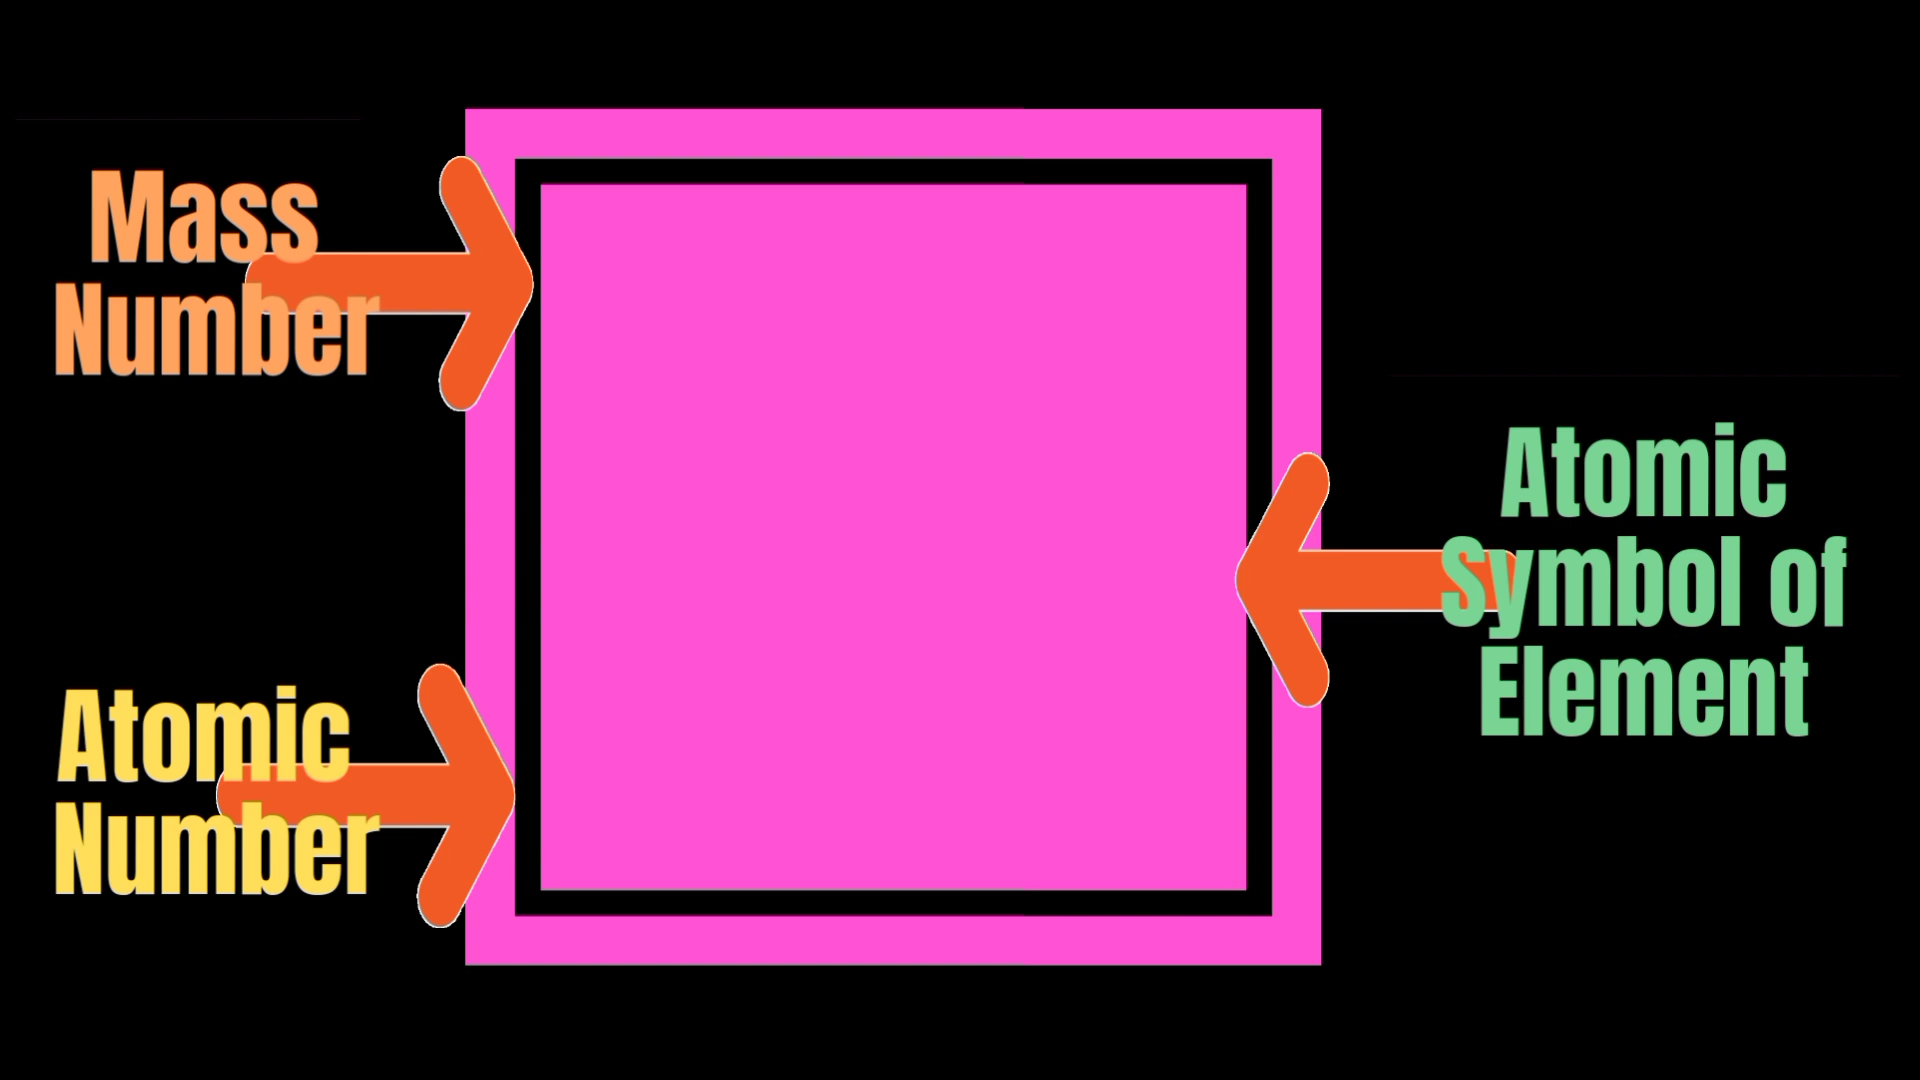 Mass
Number
Atomic
Symbol of
Element
Atomic
Number